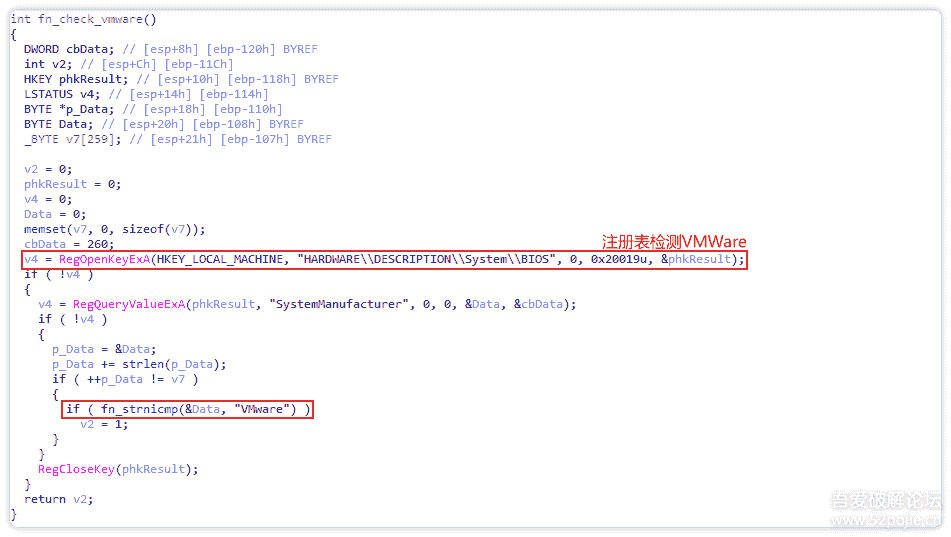 int fn_check_vmware()
{
DWORD cbData; // [esp+8h] [ebp-120h] BYREF
int v2; // [esp+Ch] [ebp-11Ch]
HKEY phkResult; // [esp+10h] [ebp-118h] BYREF
LSTATUS v4; // [esp+14h] [ebp-114h]
BYTE *p_Data; // [esp+18h] [ebp-110h]
BYTE Data; // [esp+20h] [ebp-108h] BYREF
_BYTE v7[259]; // [esp+21h] [ebp-107h] BYREF
v2 = 0;
phkResult = 0;
v4 = 0;
Data = 0;
memset(v7, 0, sizeof(v7));
cbData = 260;
注册表检测VMWare
v4 = RegOpenKeyExA(HKEY_LOCAL_MACHINE, "HARDWARE\\DESCRIPTION\\System\\BIOS", 0, 0x20019u, &phkResult);
if ( !v4 )
{
v4 = RegQueryValueExA(phkResult, "SystemManufacturer", 0, 0, &Data, &cbData);
if ( !v4 )
{
p_Data = &Data;
p_Data += strlen(p_Data);
if ( ++p_Data != v7 )
{
if ( fn_strnicmp(&Data, "VMware") )
v2 = 1;
}
}
RegCloseKey(phkResult);
}
return v2;
}
吾爱破解论坛
www.52pojie.cn